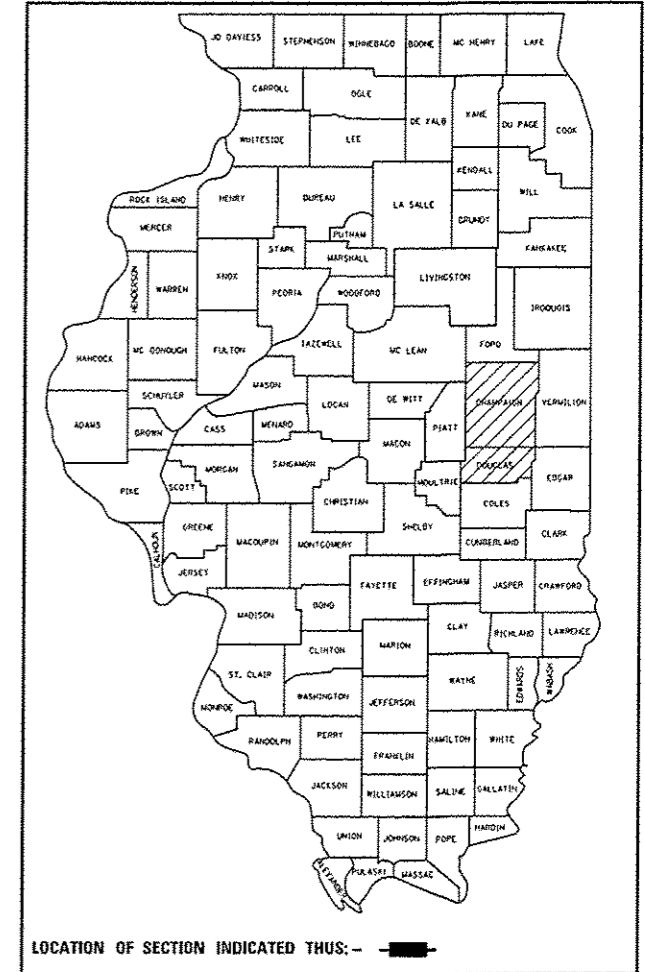 JO DAVIESS STEPHENSON WINNEBAGO BOONE MC HENRY LAKE
CARROLL OGLE DE KALB KANE DU PAGE COOK
WHITESIDE LEE KENDALL WILL
ROCK ISLAND HENRY BUREAU LA SALLE GRUNDY
MERCER PUTNAM KANKAKEE
STARK MARSHALL LIVINGSTON
HENDERSON WARREN KNOX PEORIA WOODFORD IROQUOIS
HANCOCK MC DONOUGH FULTON TAZEWELL MC LEAN FORD
SCHUYLER MASON LOGAN DE WITT CHAMPAIGN VERMILION
ADAMS BROWN CASS MENARD MACON PIATT
PIKE SCOTT MORGAN SANGAMON MOULTRIE DOUGLAS EDGAR
CHRISTIAN COLES
CALHOUN GREENE MACOUPIN MONTGOMERY SHELBY CUMBERLAND CLARK
JERSEY FAYETTE EFFINGHAM JASPER CRAWFORD
MADISON BOND CLAY RICHLAND LAWRENCE
CLINTON MARION
ST. CLAIR WASHINGTON JEFFERSON WAYNE EDWARDS WABASH
MONROE RANDOLPH PERRY HAMILTON WHITE
FRANKLIN
JACKSON WILLIAMSON SALINE GALLATIN
UNION JOHNSON POPE HARDIN
ALEXANDER PULASKI MASSAC
LOCATION OF SECTION INDICATED THUS:-